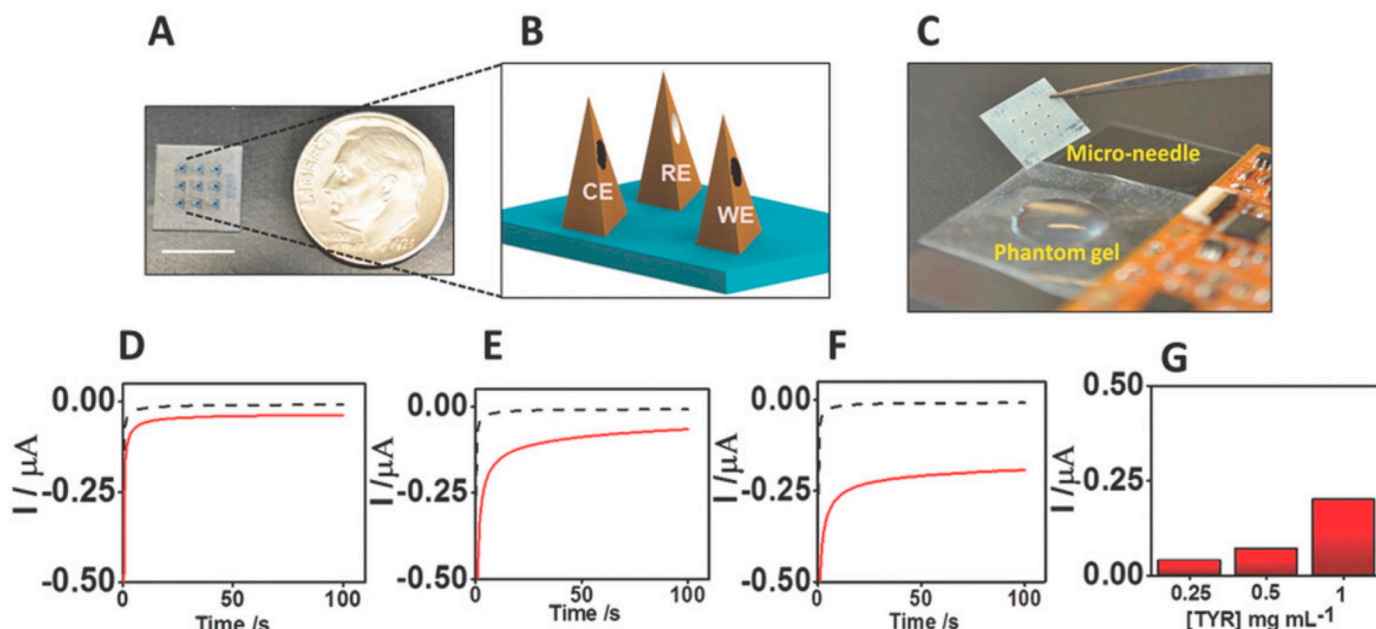 A
B
C
LIBERTY
CE
RE
WE
Micro-needle
Phantom gel
D
E
F
G
0.00
-0.25
-0.50
I / μA
0
50
100
Time /s
0.00
-0.25
-0.50
I / μA
0
50
100
Time /s
0.00
-0.25
-0.50
I / μA
0
50
100
Time /s
0.50
0.25
0.00
I /μA
0.25
0.5
1
[TYR] mg mL-1